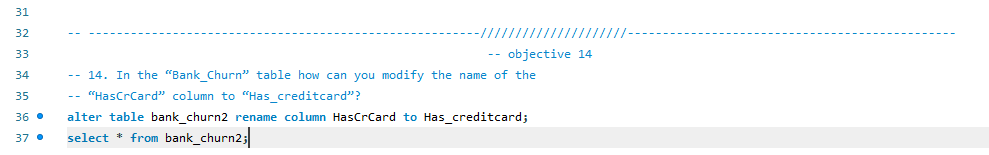 31
32 -- --------------------------------------------------------/////////////////////-----------------------------------------------
33 -- objective 14
34 -- 14. In the “Bank_Churn” table how can you modify the name of the
35 -- “HasCrCard” column to “Has_creditcard”?
36 alter table bank_churn2 rename column HasCrCard to Has_creditcard;
37 select * from bank_churn2;